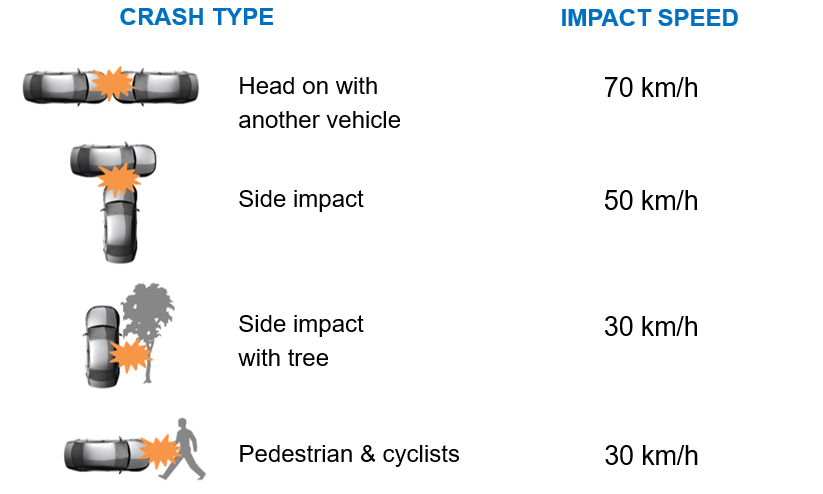 CRASH TYPE IMPACT SPEED
Head on with
another vehicle
70 km/h
Side impact 50 km/h
Side impact
with tree
30 km/h
Pedestrian & cyclists 30 km/h